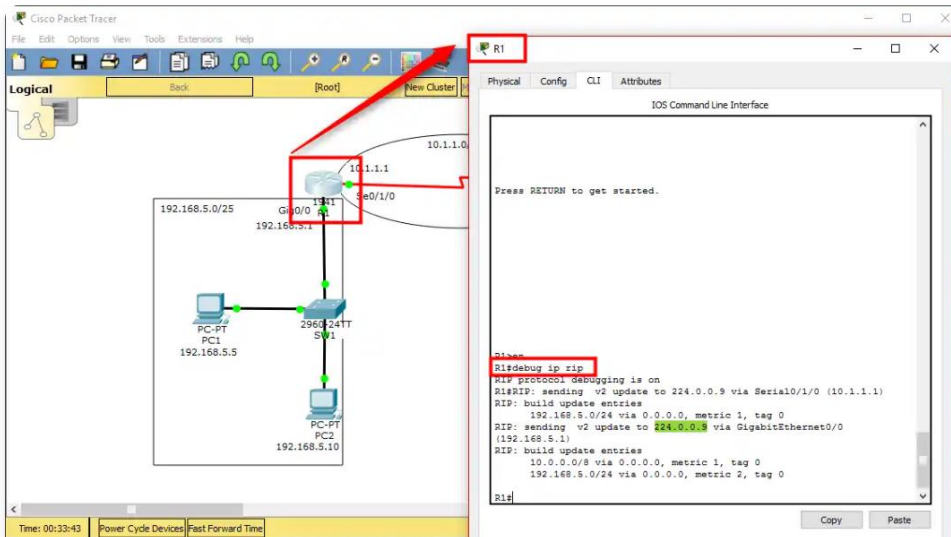 Cisco Packet Tracer
File Edit Options View Tools Extensions Help
Logical
Back
[Root]
New Cluster
10.1.1.0/
10.1.1.1
1941
R1
Se0/1/0
Gig0/0
192.168.5.1
192.168.5.0/25
PC-PT
PC1
192.168.5.5
2960-24TT
SW1
PC-PT
PC2
192.168.5.10
Time: 00:33:43
Power Cycle Devices
Fast Forward Time
R1
Physical Config CLI Attributes
IOS Command Line Interface
Press RETURN to get started.
R1>en
R1#debug ip rip
RIP protocol debugging is on
R1#RIP: sending v2 update to 224.0.0.9 via Serial0/1/0 (10.1.1.1)
RIP: build update entries
192.168.5.0/24 via 0.0.0.0, metric 1, tag 0
RIP: sending v2 update to 224.0.0.9 via GigabitEthernet0/0
(192.168.5.1)
RIP: build update entries
10.0.0.0/8 via 0.0.0.0, metric 1, tag 0
192.168.5.0/24 via 0.0.0.0, metric 2, tag 0
R1#
Copy
Paste